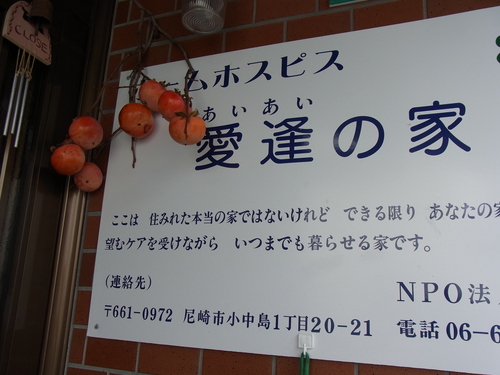 CLOSE
ームホスピス
あいあい
愛逢の家
ここは 住みれた本当の家ではないけれど できる限り あなたの家
望むケアを受けながら いつまでも暮らせる家です。
(連絡先)
NPO法
〒661-0972 尼崎市小中島1丁目20-21 電話 06-6